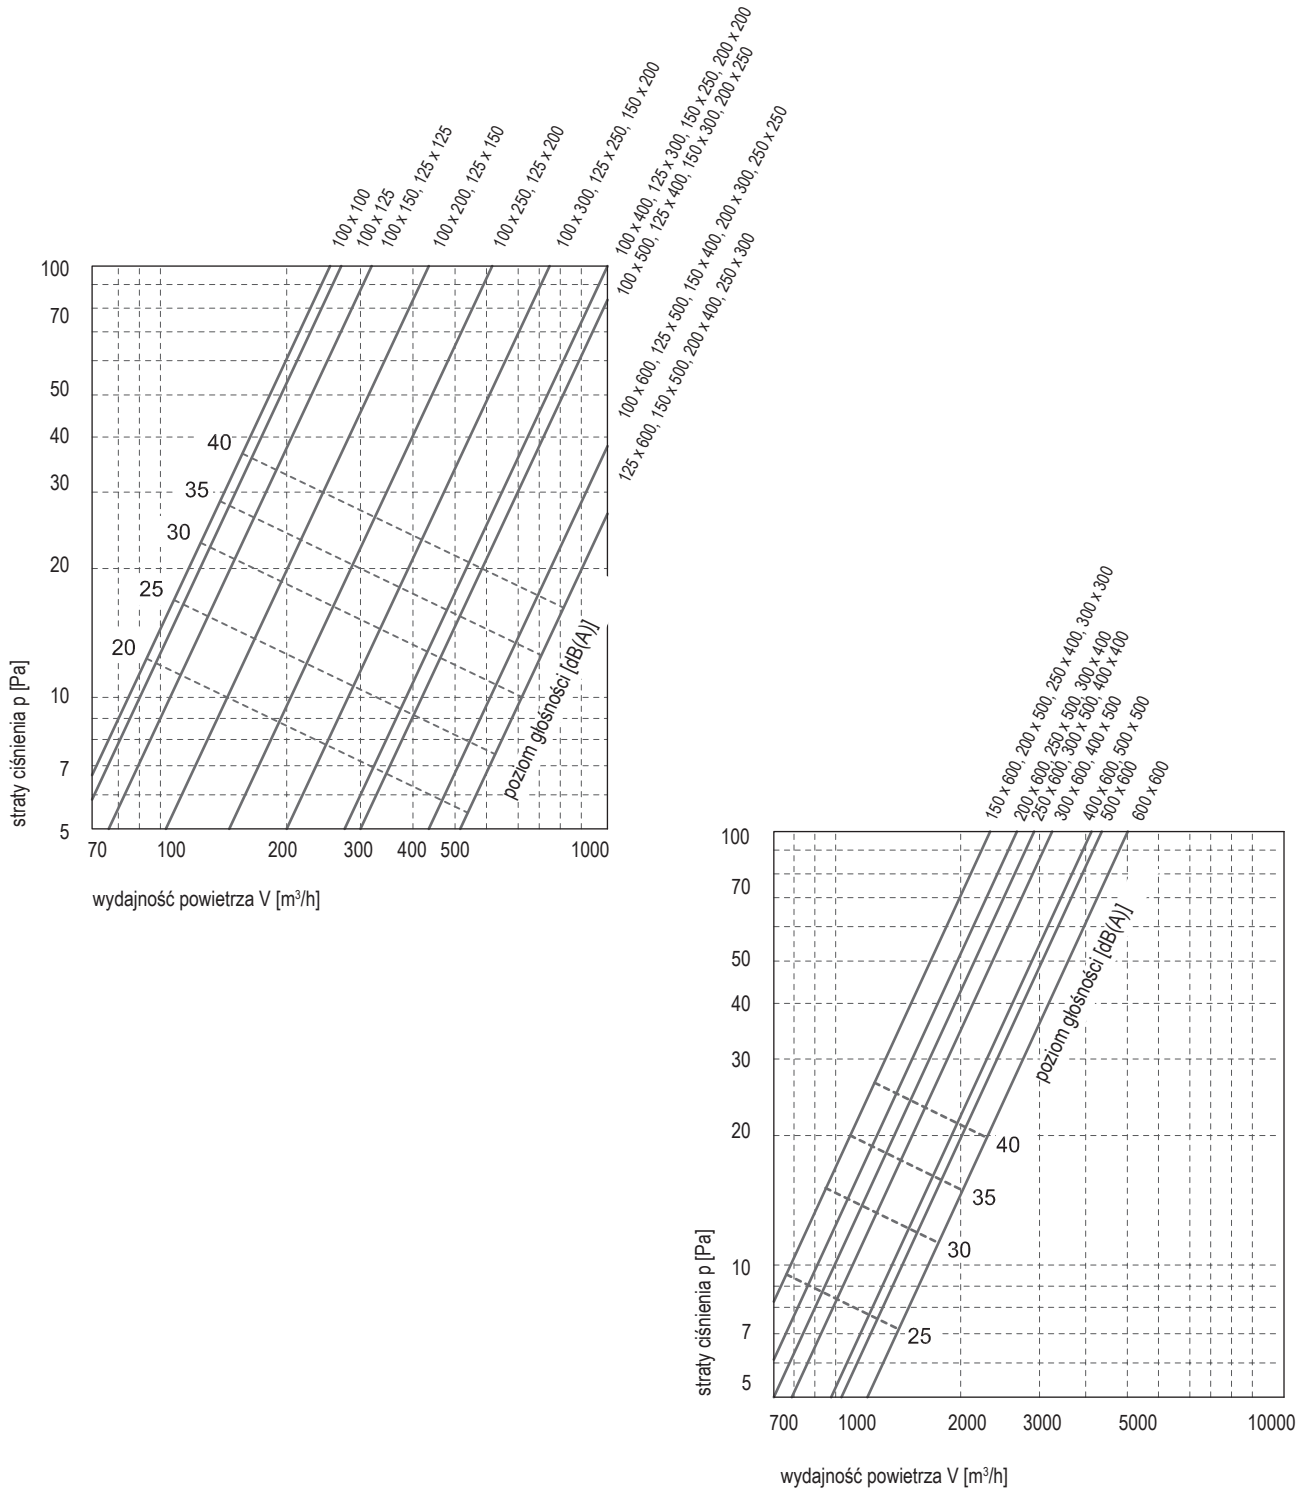 100 x 100
100 x 125
100 x 150, 125 x 125
100 x 200, 125 x 150
100 x 250, 125 x 200
100 x 300, 125 x 250, 150 x 200
100 x 400, 125 x 300, 150 x 250, 200 x 200
100 x 500, 125 x 400, 150 x 300, 200 x 250
100 x 600, 125 x 500, 150 x 400, 200 x 300, 250 x 250
125 x 600, 150 x 500, 200 x 400, 250 x 300
100
70
50
40
30
20
10
7
5
straty ciśnienia p [Pa]
40
35
30
25
20
poziom głośności [dB(A)]
70 100 200 300 400 500 1000
wydajność powietrza V [m³/h]
150 x 600, 200 x 500, 250 x 400, 300 x 300
200 x 600, 250 x 500, 300 x 400
250 x 600, 300 x 500, 400 x 400
300 x 600, 400 x 500
400 x 600, 500 x 500
500 x 600
600 x 600
100
70
50
40
30
20
10
7
5
straty ciśnienia p [Pa]
poziom głośności [dB(A)]
40
35
30
25
700 1000 2000 3000 5000 10000
wydajność powietrza V [m³/h]